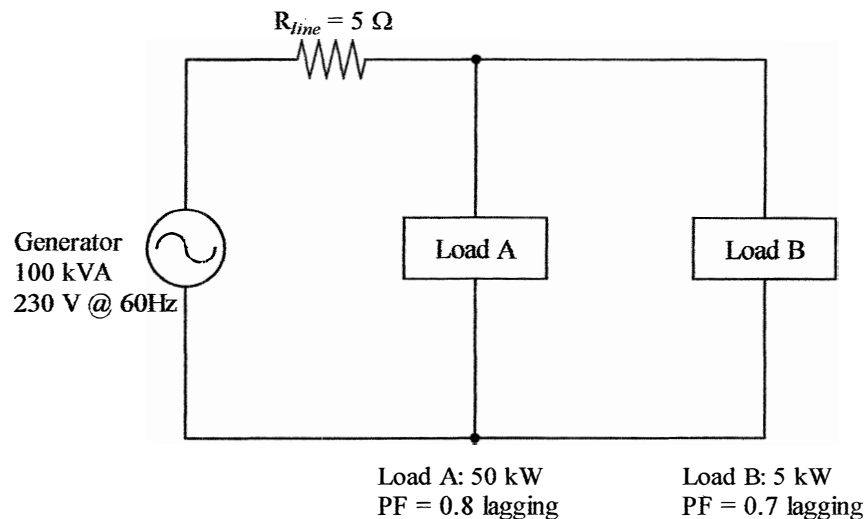 R_line = 5 Ω
Generator
100 kVA
230 V @ 60Hz
Load A
Load B
Load A: 50 kW
PF = 0.8 lagging
Load B: 5 kW
PF = 0.7 lagging